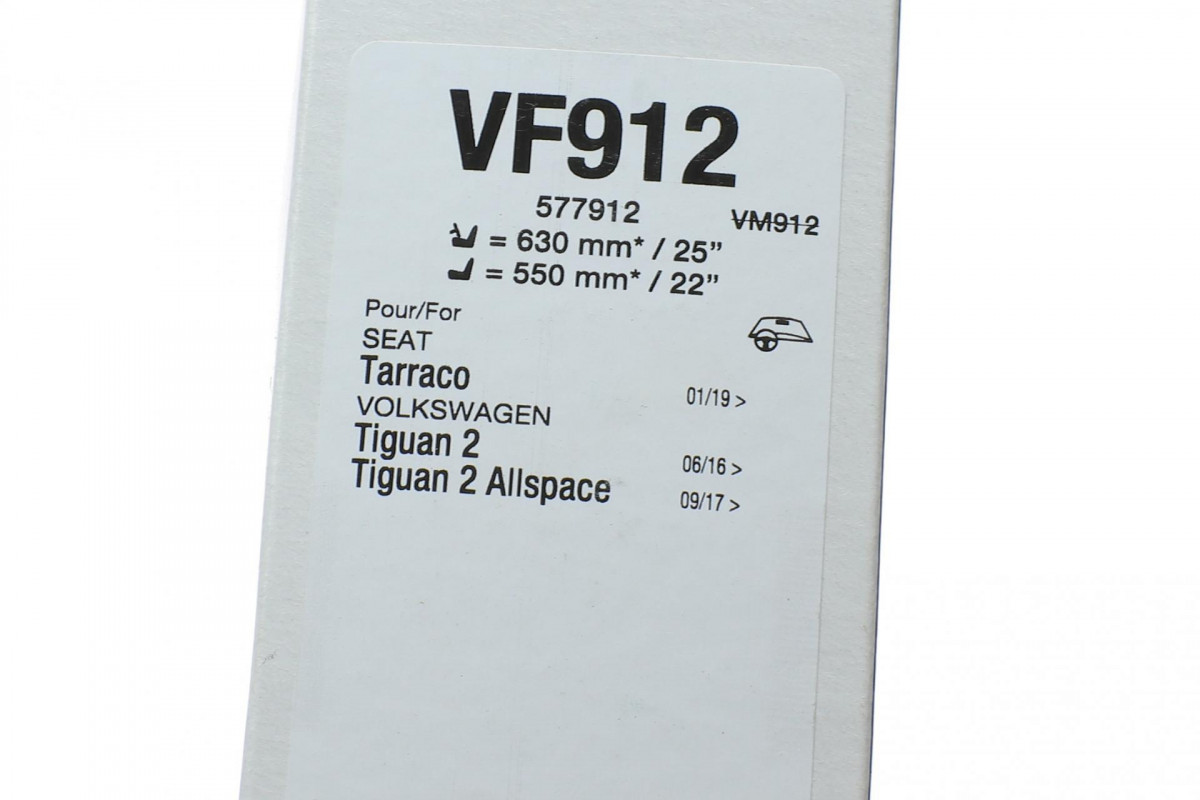 VF912
577912
VM912
= 630 mm* / 25”
= 550 mm* / 22”
Pour/For
SEAT
Tarraco 01/19 >
VOLKSWAGEN
Tiguan 2 06/16 >
Tiguan 2 Allspace 09/17 >